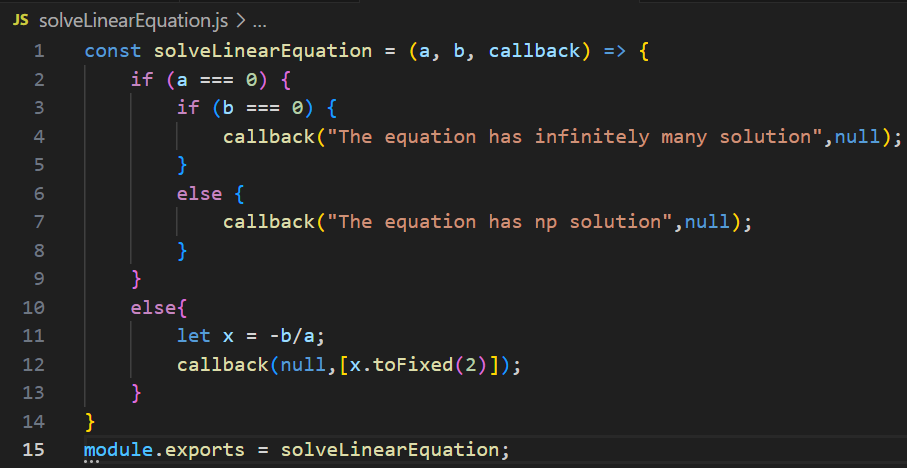 JS solveLinearEquation.js > ...
1 const solveLinearEquation = (a, b, callback) => {
2 if (a === 0) {
3 if (b === 0) {
4 callback("The equation has infinitely many solution",null);
5 }
6 else {
7 callback("The equation has np solution",null);
8 }
9 }
10 else{
11 let x = -b/a;
12 callback(null,[x.toFixed(2)]);
13 }
14 }
15 module.exports = solveLinearEquation;